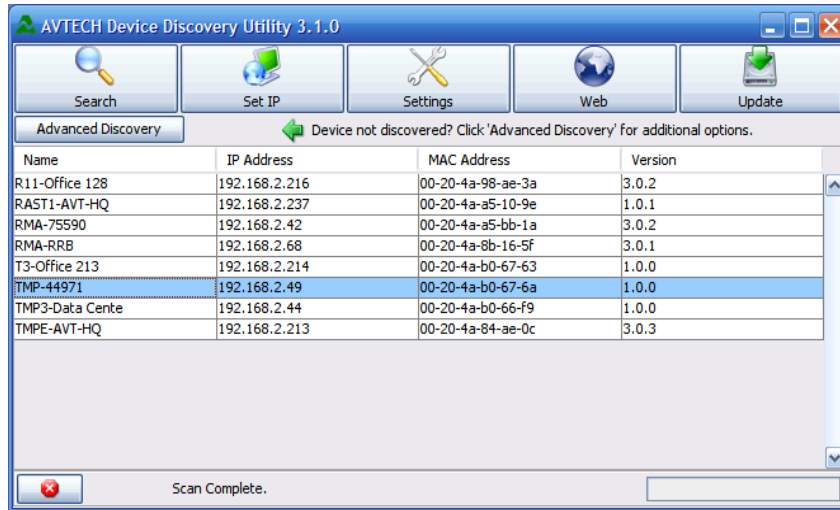 AVTECH Device Discovery Utility 3.1.0
Search Set IP Settings Web Update
Advanced Discovery Device not discovered? Click 'Advanced Discovery' for additional options.
Name IP Address MAC Address Version
R11-Office 128 192.168.2.216 00-20-4a-98-ae-3a 3.0.2
RAST1-AVT-HQ 192.168.2.237 00-20-4a-a5-10-9e 1.0.1
RMA-75590 192.168.2.42 00-20-4a-a5-bb-1a 3.0.2
RMA-RRB 192.168.2.68 00-20-4a-8b-16-5f 3.0.1
T3-Office 213 192.168.2.214 00-20-4a-b0-67-63 1.0.0
TMP-44971 192.168.2.49 00-20-4a-b0-67-6a 1.0.0
TMP3-Data Cente 192.168.2.44 00-20-4a-b0-66-f9 1.0.0
TMPE-AVT-HQ 192.168.2.213 00-20-4a-84-ae-0c 3.0.3
Scan Complete.